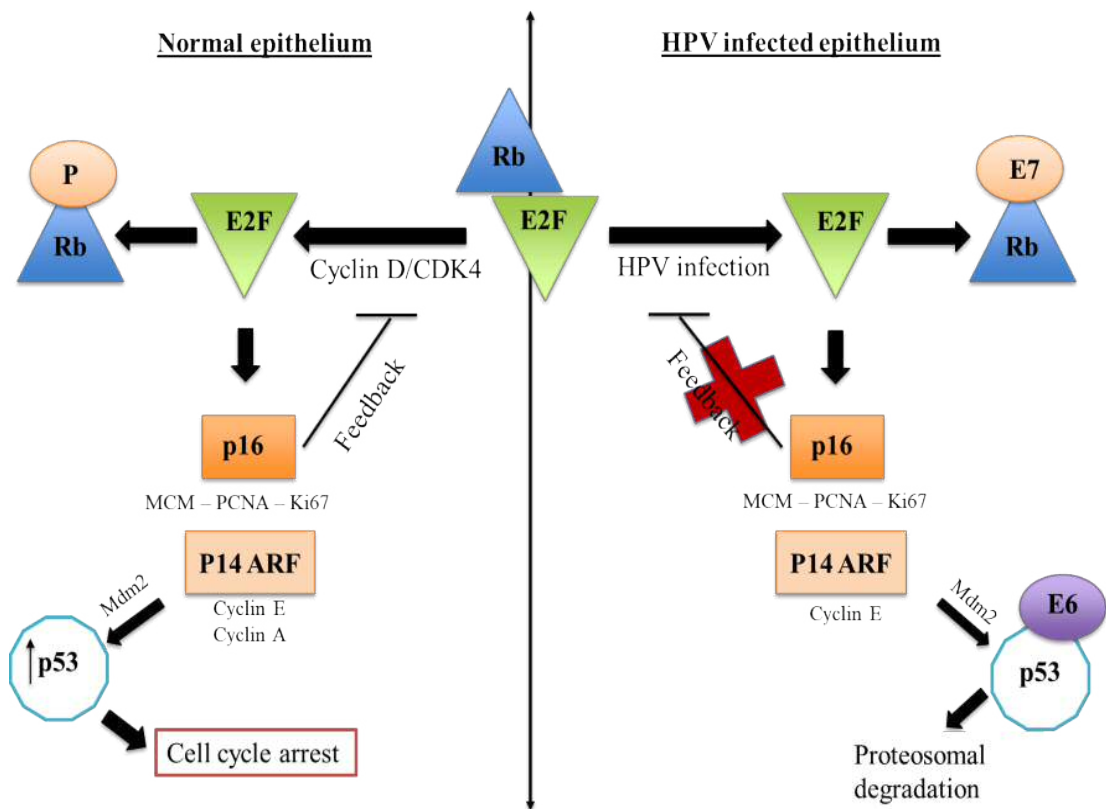 Normal epithelium
P
Rb
E2F
Cyclin D/CDK4
Feedback
p16
MCM – PCNA – Ki67
P14 ARF
Cyclin E
Cyclin A
Mdm2
p53
Cell cycle arrest
Rb
E2F
HPV infected epithelium
HPV infection
E2F
E7
Rb
Feedback
p16
MCM – PCNA – Ki67
P14 ARF
Cyclin E
Mdm2
E6
p53
Proteosomal
degradation